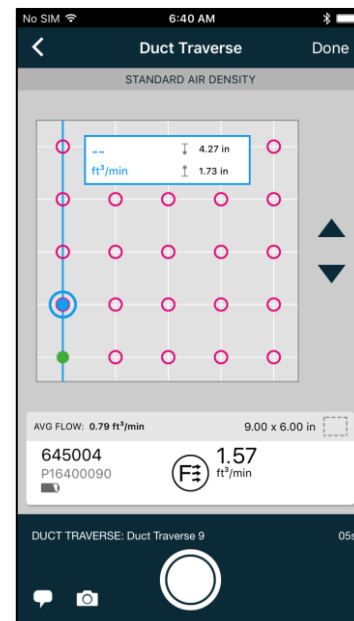 No SIM 6:40 AM
Duct Traverse Done
STANDARD AIR DENSITY
-- 4.27 in
ft³/min 1.73 in
AVG FLOW: 0.79 ft³/min 9.00 x 6.00 in
645004 1.57
P16400090 F ft³/min
DUCT TRAVERSE: Duct Traverse 9 05s